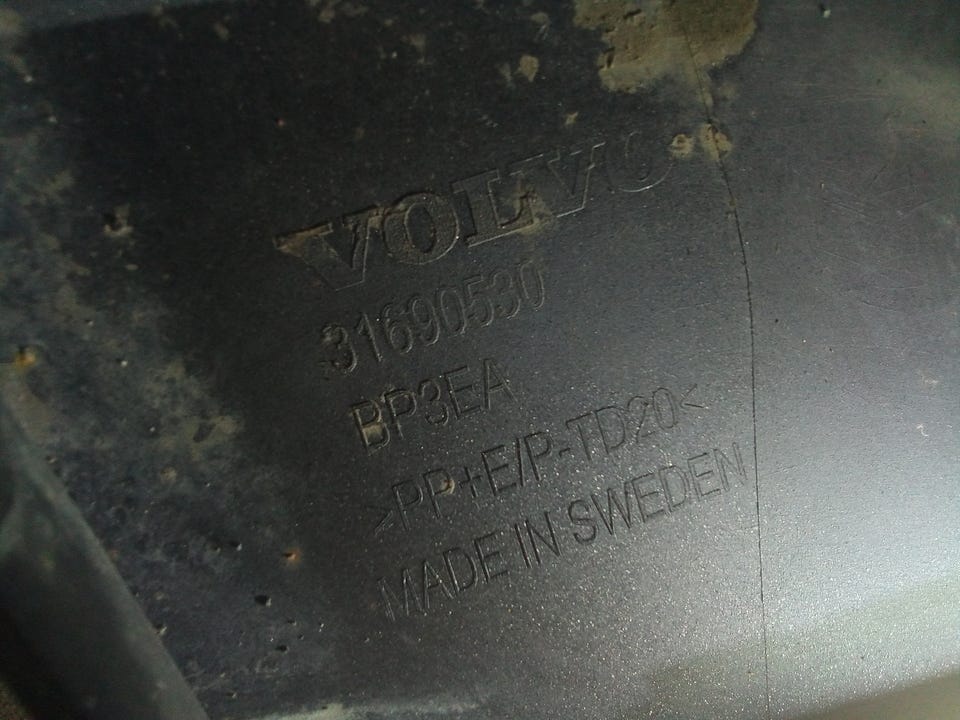 VOLVO
31690530
BP3EA
>PP+E/P-TD20<
MADE IN SWEDEN